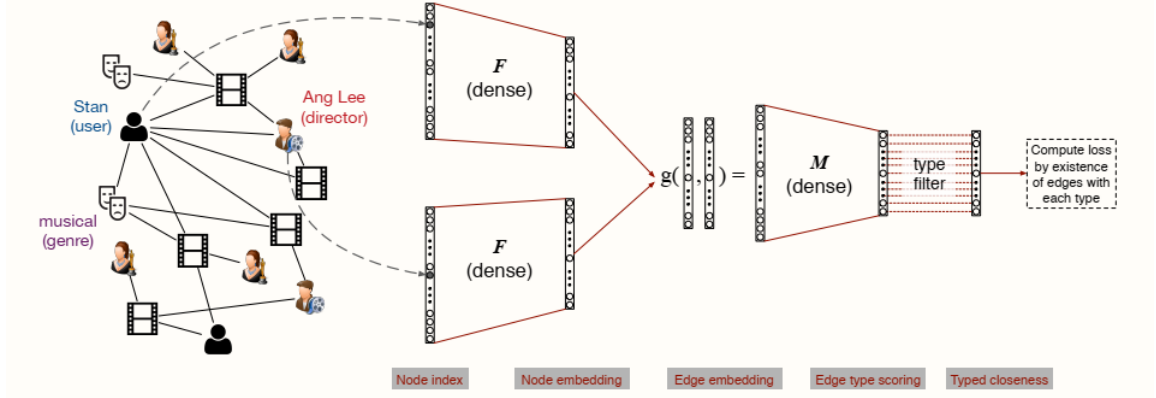 Stan
(user)
Ang Lee
(director)
musical
(genre)
F
(dense)
F
(dense)
g( , ) =
M
(dense)
type
filter
Compute loss
by existence
of edges with
each type
Node index
Node embedding
Edge embedding
Edge type scoring
Typed closeness